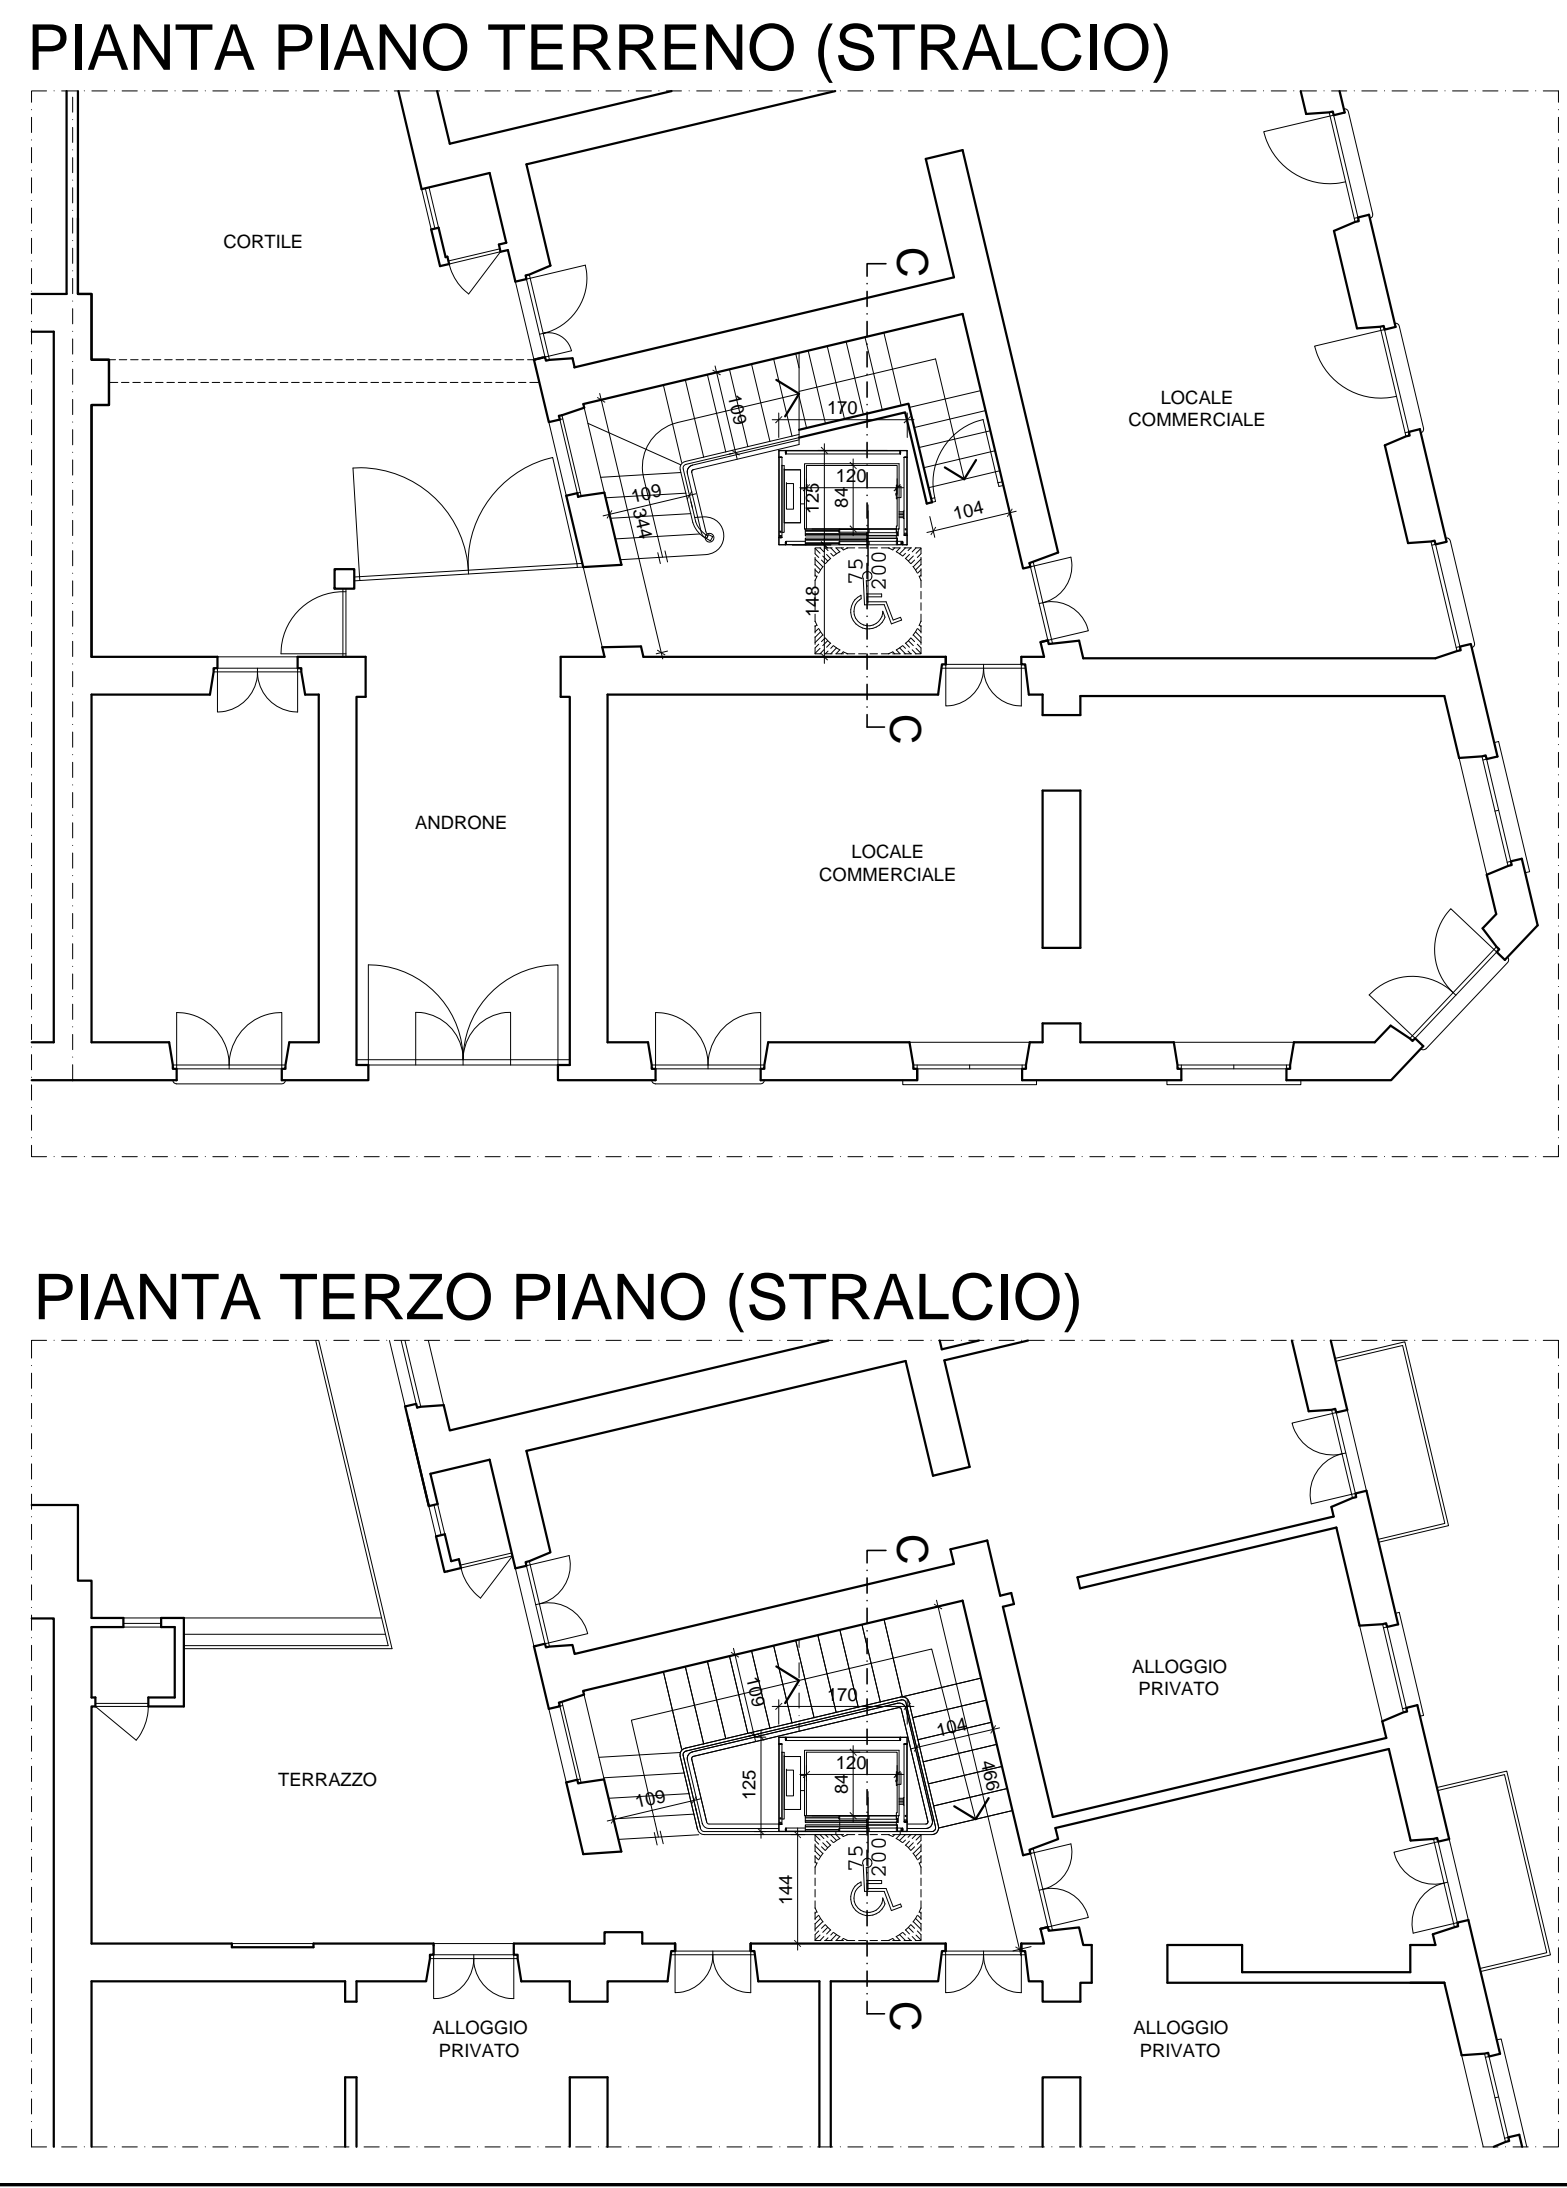 PIANTA PIANO TERRENO (STRALCIO)
CORTILE
C
LOCALE
COMMERCIALE
109
170
109
344
125
120
84
104
75
200
148
C
ANDRONE
LOCALE
COMMERCIALE
PIANTA TERZO PIANO (STRALCIO)
C
ALLOGGIO
PRIVATO
109
170
104
TERRAZZO
125
120
84
466
109
75
200
144
C
ALLOGGIO
PRIVATO
ALLOGGIO
PRIVATO